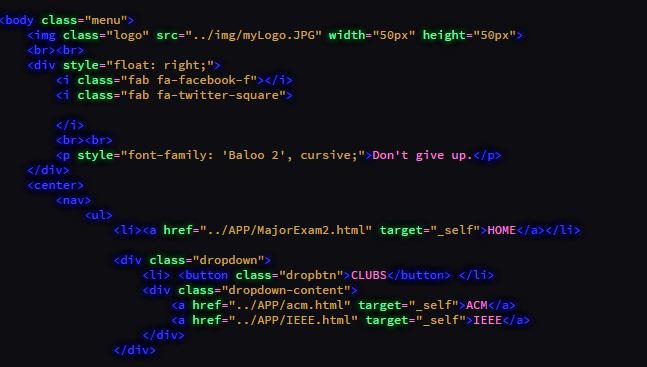 <body class="menu">
<img class="logo" src="../img/myLogo.JPG" width="50px" height="50px">
<br><br>
<div style="float: right;">
<i class="fab fa-facebook-f"></i>
<i class="fab fa-twitter-square">
</i>
<br><br>
<p style="font-family: 'Baloo 2', cursive;">Don't give up.</p>
</div>
<center>
<nav>
<ul>
<li><a href="../APP/MajorExam2.html" target="_self">HOME</a></li>
<div class="dropdown">
<li> <button class="dropbtn">CLUBS</button> </li>
<div class="dropdown-content">
<a href="../APP/acm.html" target="_self">ACM</a>
<a href="../APP/IEEE.html" target="_self">IEEE</a>
</div>
</div>